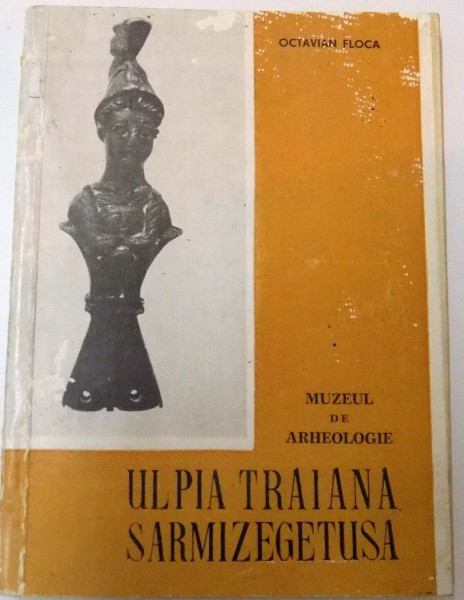 OCTAVIAN FLOCA
MUZEUL
DE
ARHEOLOGIE
ULPIA TRAIANA
SARMIZEGETUSA